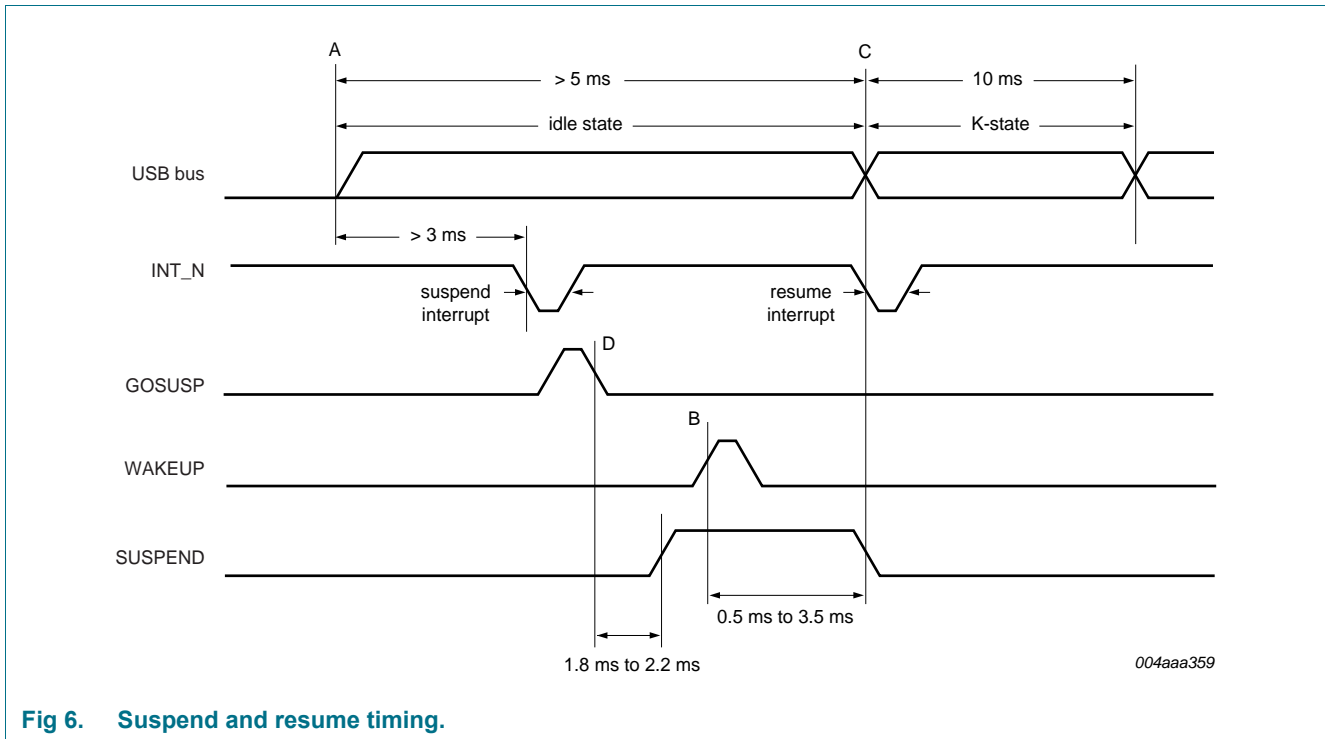 A
C
> 5 ms
10 ms
idle state
K-state
USB bus
> 3 ms
INT_N
suspend
interrupt
resume
interrupt
D
GOSUSP
B
WAKEUP
SUSPEND
0.5 ms to 3.5 ms
1.8 ms to 2.2 ms
004aaa359
Fig 6. Suspend and resume timing.